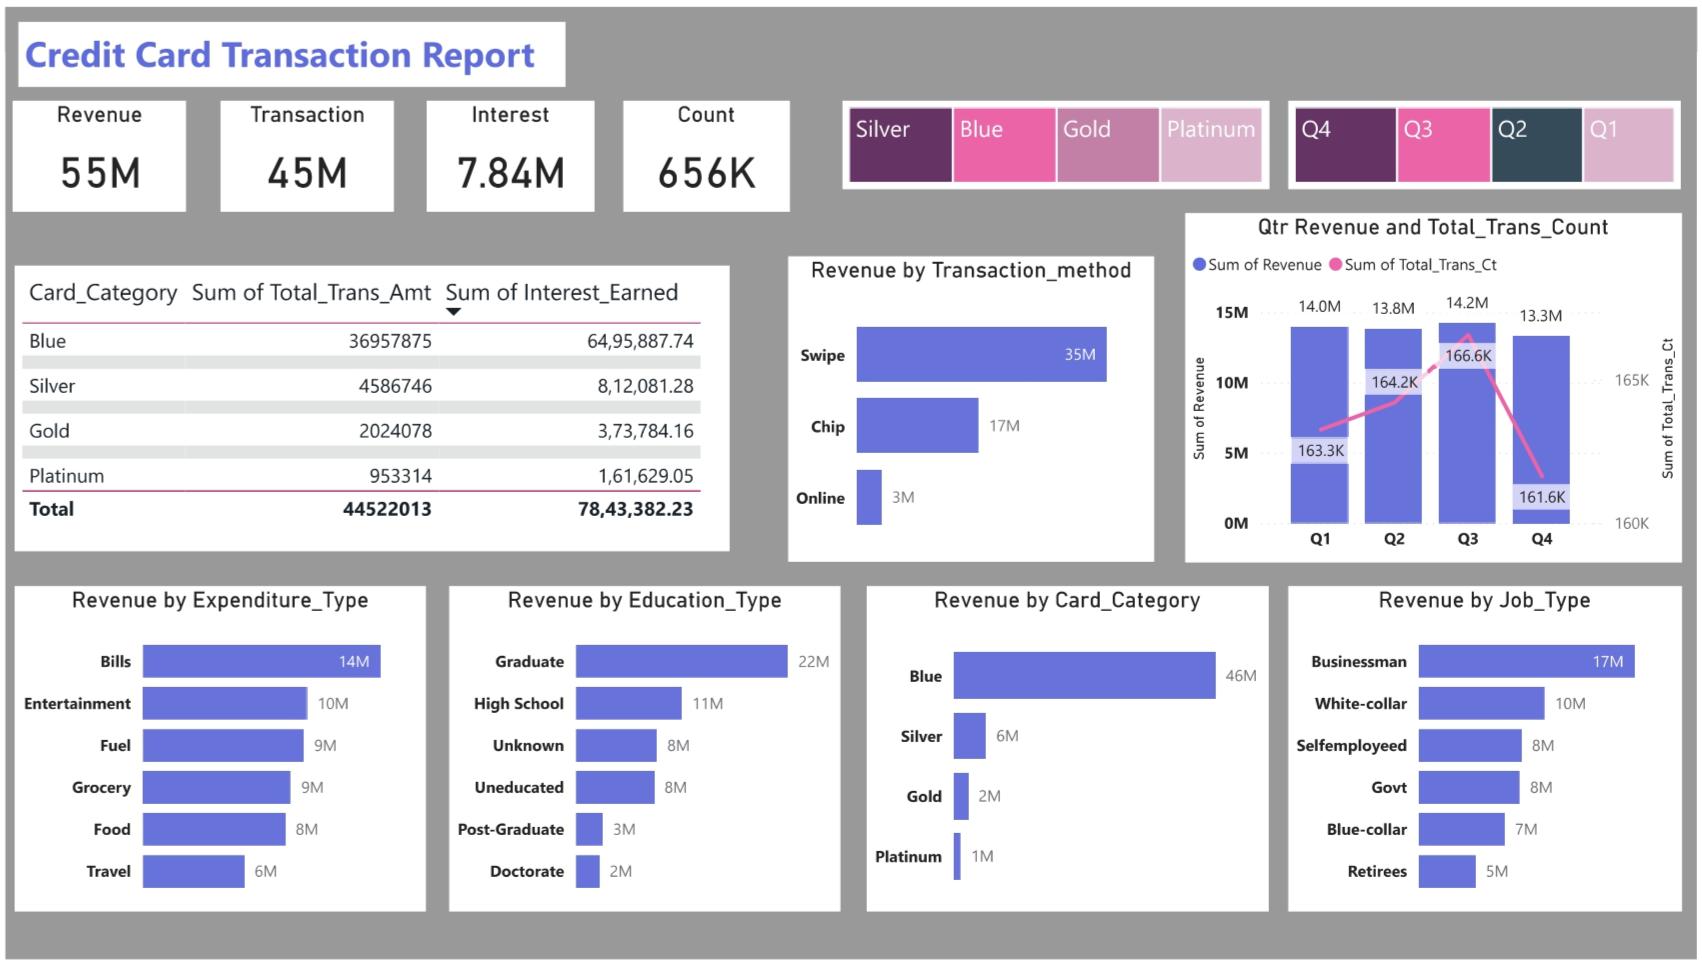 Credit Card Transaction Report
Revenue
55M
Transaction
45M
Interest
7.84M
Count
656K
Silver Blue Gold Platinum
Q4 Q3 Q2 Q1
Card_Category Sum of Total_Trans_Amt Sum of Interest_Earned
Blue 36957875 64,95,887.74
Silver 4586746 8,12,081.28
Gold 2024078 3,73,784.16
Platinum 953314 1,61,629.05
Total 44522013 78,43,382.23
Revenue by Transaction_method
Swipe 35M
Chip 17M
Online 3M
Qtr Revenue and Total_Trans_Count
Sum of Revenue Sum of Total_Trans_Ct
Sum of Revenue
15M
10M
5M
0M
14.0M 13.8M 14.2M 13.3M
163.3K 164.2K 166.6K 161.6K
Q1 Q2 Q3 Q4
165K
160K
Sum of Total_Trans_Ct
Revenue by Expenditure_Type
Bills 14M
Entertainment 10M
Fuel 9M
Grocery 9M
Food 8M
Travel 6M
Revenue by Education_Type
Graduate 22M
High School 11M
Unknown 8M
Uneducated 8M
Post-Graduate 3M
Doctorate 2M
Revenue by Card_Category
Blue 46M
Silver 6M
Gold 2M
Platinum 1M
Revenue by Job_Type
Businessman 17M
White-collar 10M
Selfemployeed 8M
Govt 8M
Blue-collar 7M
Retirees 5M